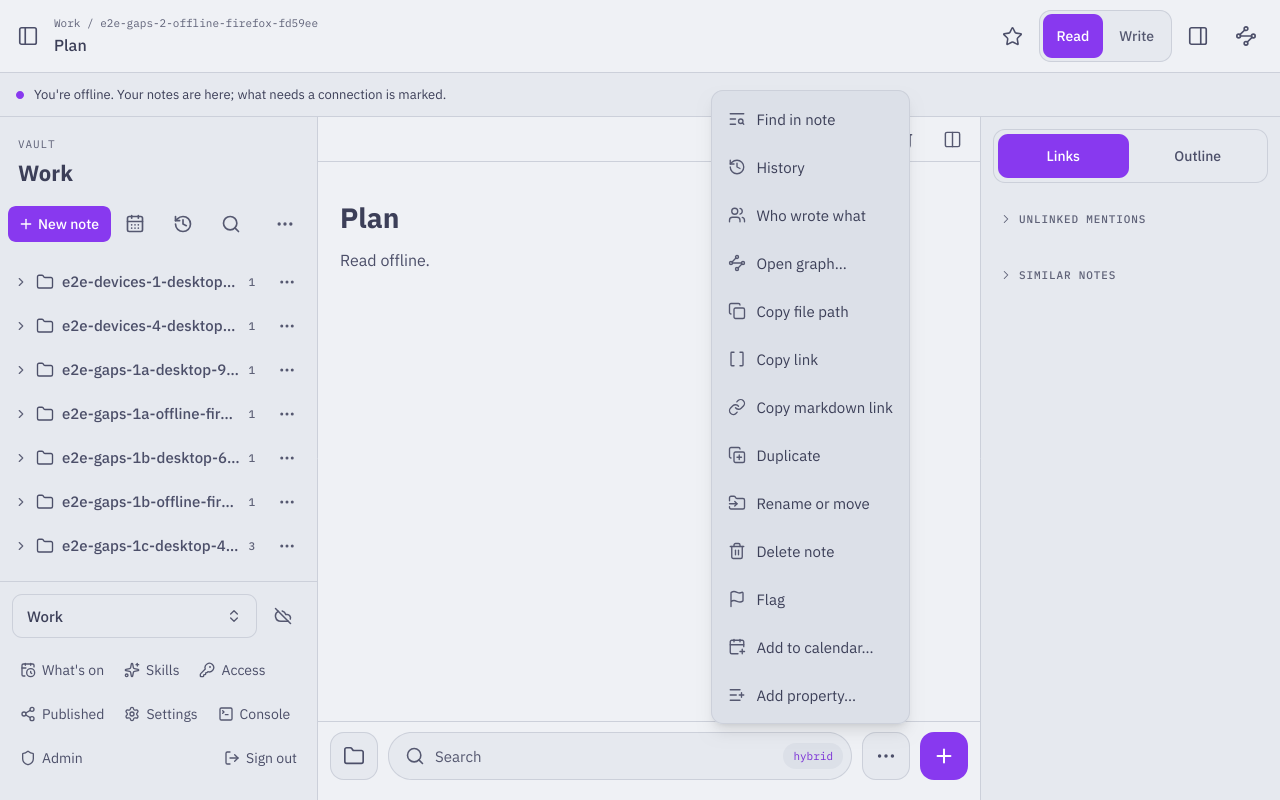 Work / e2e-gaps-2-offline-firefox-fd59ee
Plan
Read
Write
You're offline. Your notes are here; what needs a connection is marked.
VAULT
Work
New note
e2e-devices-1-desktop... 1
e2e-devices-4-desktop... 1
e2e-gaps-1a-desktop-9... 1
e2e-gaps-1a-offline-fir... 1
e2e-gaps-1b-desktop-6... 1
e2e-gaps-1b-offline-fir... 1
e2e-gaps-1c-desktop-4... 3
Work
What's on
Skills
Access
Published
Settings
Console
Admin
Sign out
Plan
Read offline.
Find in note
History
Who wrote what
Open graph...
Copy file path
Copy link
Copy markdown link
Duplicate
Rename or move
Delete note
Flag
Add to calendar...
Add property...
Search
hybrid
Links
Outline
UNLINKED MENTIONS
SIMILAR NOTES